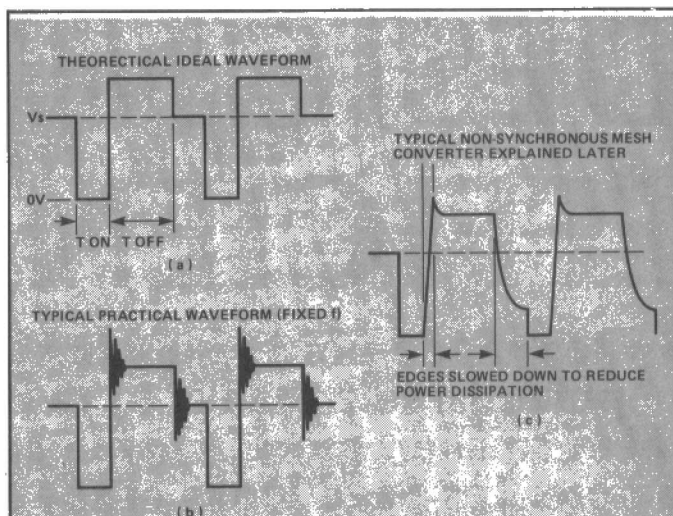 THEORECTICAL IDEAL WAVEFORM
Vs
0V
T ON T OFF
(a)
TYPICAL PRACTICAL WAVEFORM (FIXED f)
(b)
TYPICAL NON-SYNCHRONOUS MESH
CONVERTER EXPLAINED LATER
EDGES SLOWED DOWN TO REDUCE
POWER DISSIPATION
(c)